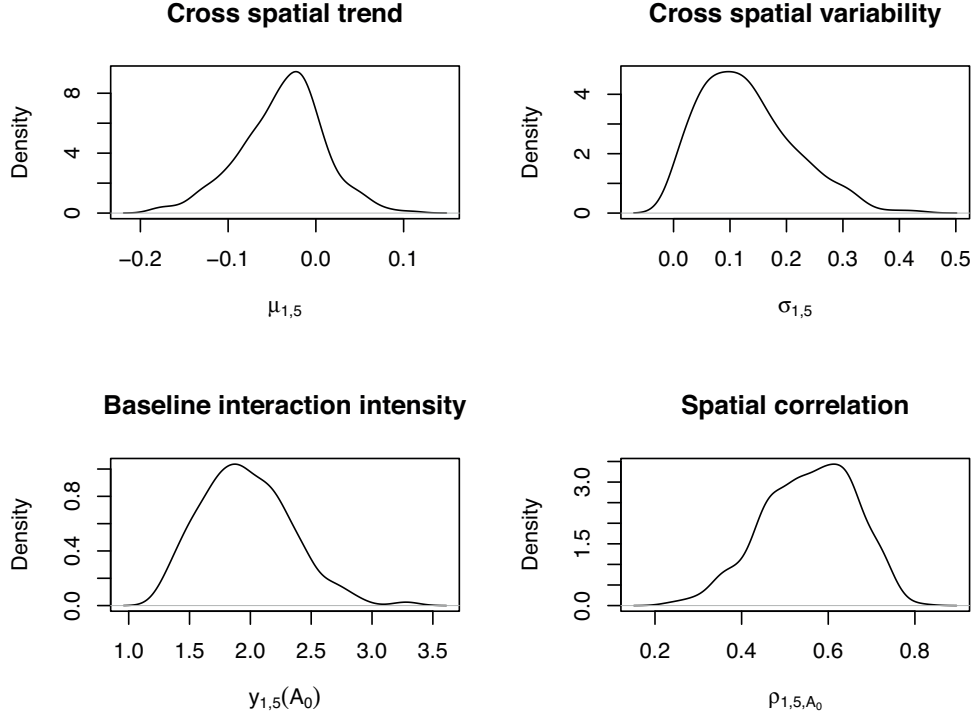 Cross spatial trend
Density
0 4 8
−0.2 −0.1 0.0 0.1
μ1,5
Cross spatial variability
Density
0 2 4
0.0 0.1 0.2 0.3 0.4 0.5
σ1,5
Baseline interaction intensity
Density
0.0 0.4 0.8
1.0 1.5 2.0 2.5 3.0 3.5
y1,5(A0)
Spatial correlation
Density
0.0 1.5 3.0
0.2 0.4 0.6 0.8
ρ1,5,A0